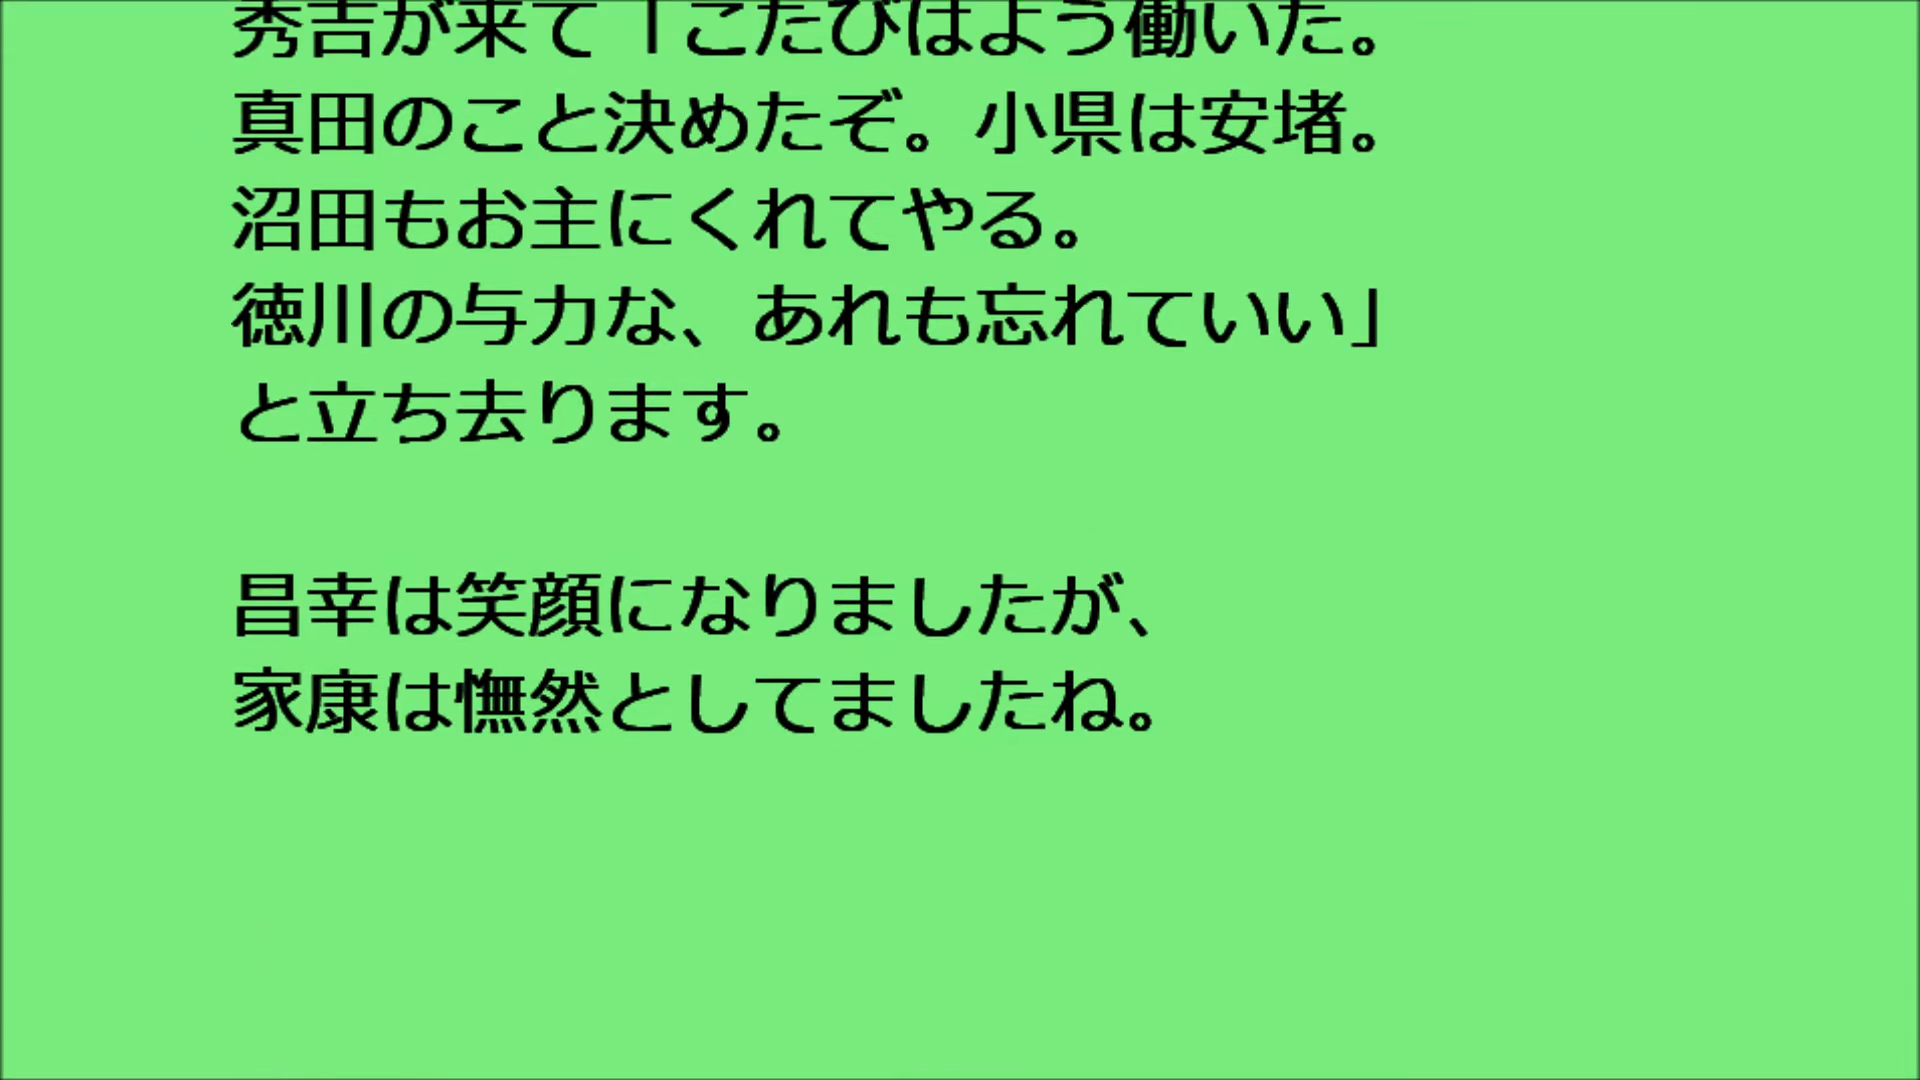 秀吉が来て「こたびはよう働いた。
真田のこと決めたぞ。小県は安堵。
沼田もお主にくれてやる。
徳川の与力な、あれも忘れていい」
と立ち去ります。
昌幸は笑顔になりましたが、
家康は憮然としてましたね。